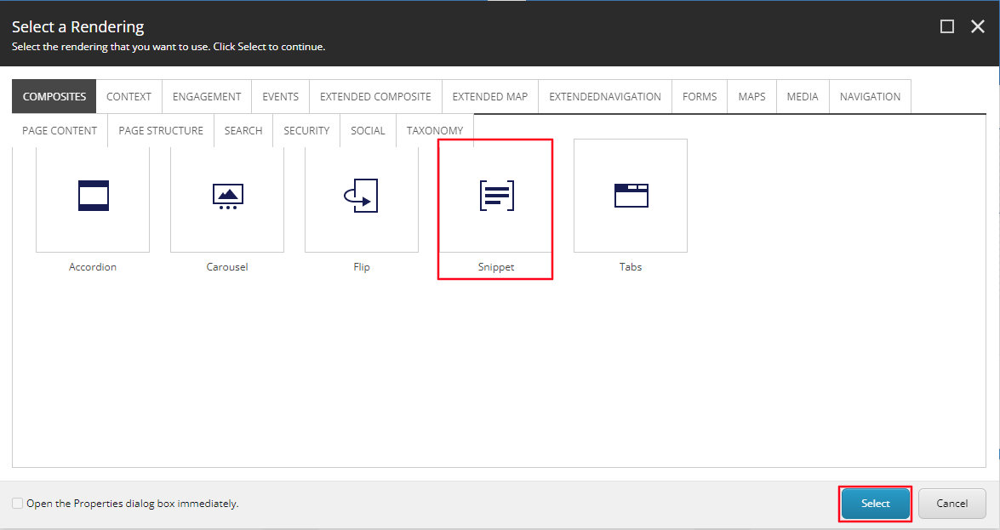 Select a Rendering
Select the rendering that you want to use. Click Select to continue.
COMPOSITES CONTEXT ENGAGEMENT EVENTS EXTENDED COMPOSITE EXTENDED MAP EXTENDEDNAVIGATION FORMS MAPS MEDIA NAVIGATION
PAGE CONTENT PAGE STRUCTURE SEARCH SECURITY SOCIAL TAXONOMY
Accordion Carousel Flip Snippet Tabs
Open the Properties dialog box immediately. Select Cancel